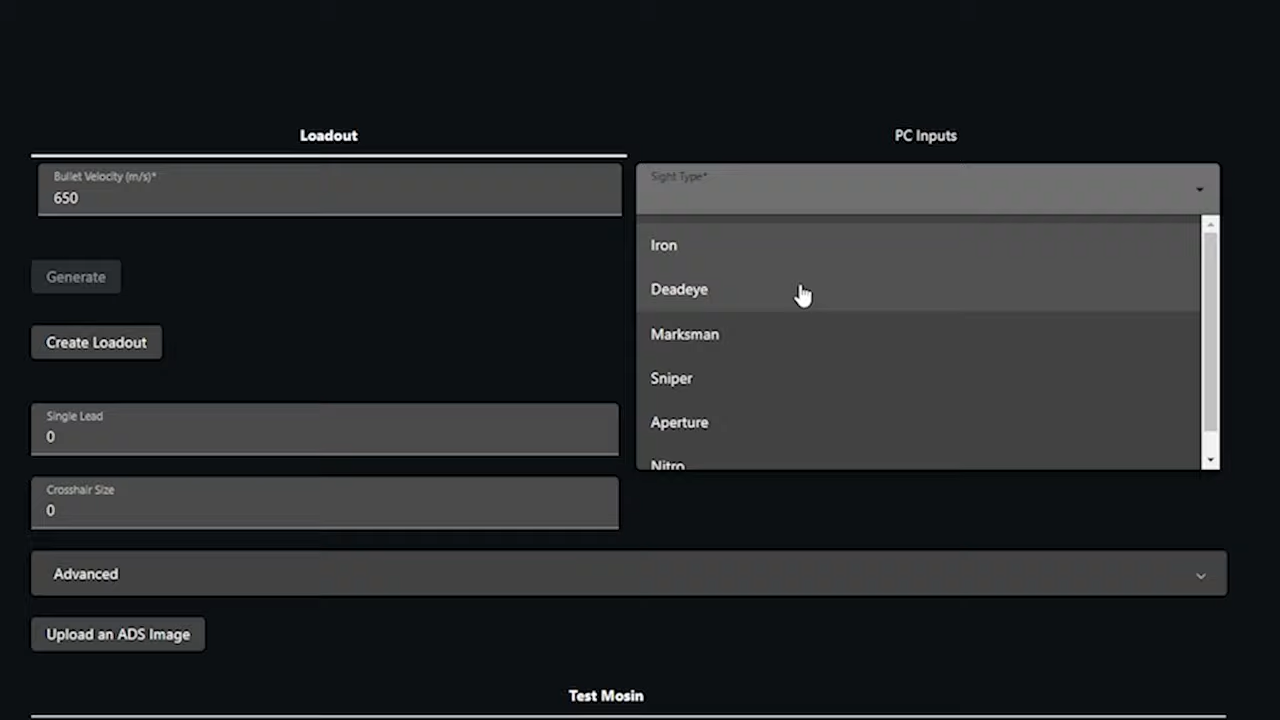 Loadout
PC Inputs
Bullet Velocity (m/s)*
650
Sight Type*
Iron
Deadeye
Marksman
Sniper
Aperture
Nitro
Generate
Create Loadout
Single Lead
0
Crosshair Size
0
Advanced
Upload an ADS Image
Test Mosin